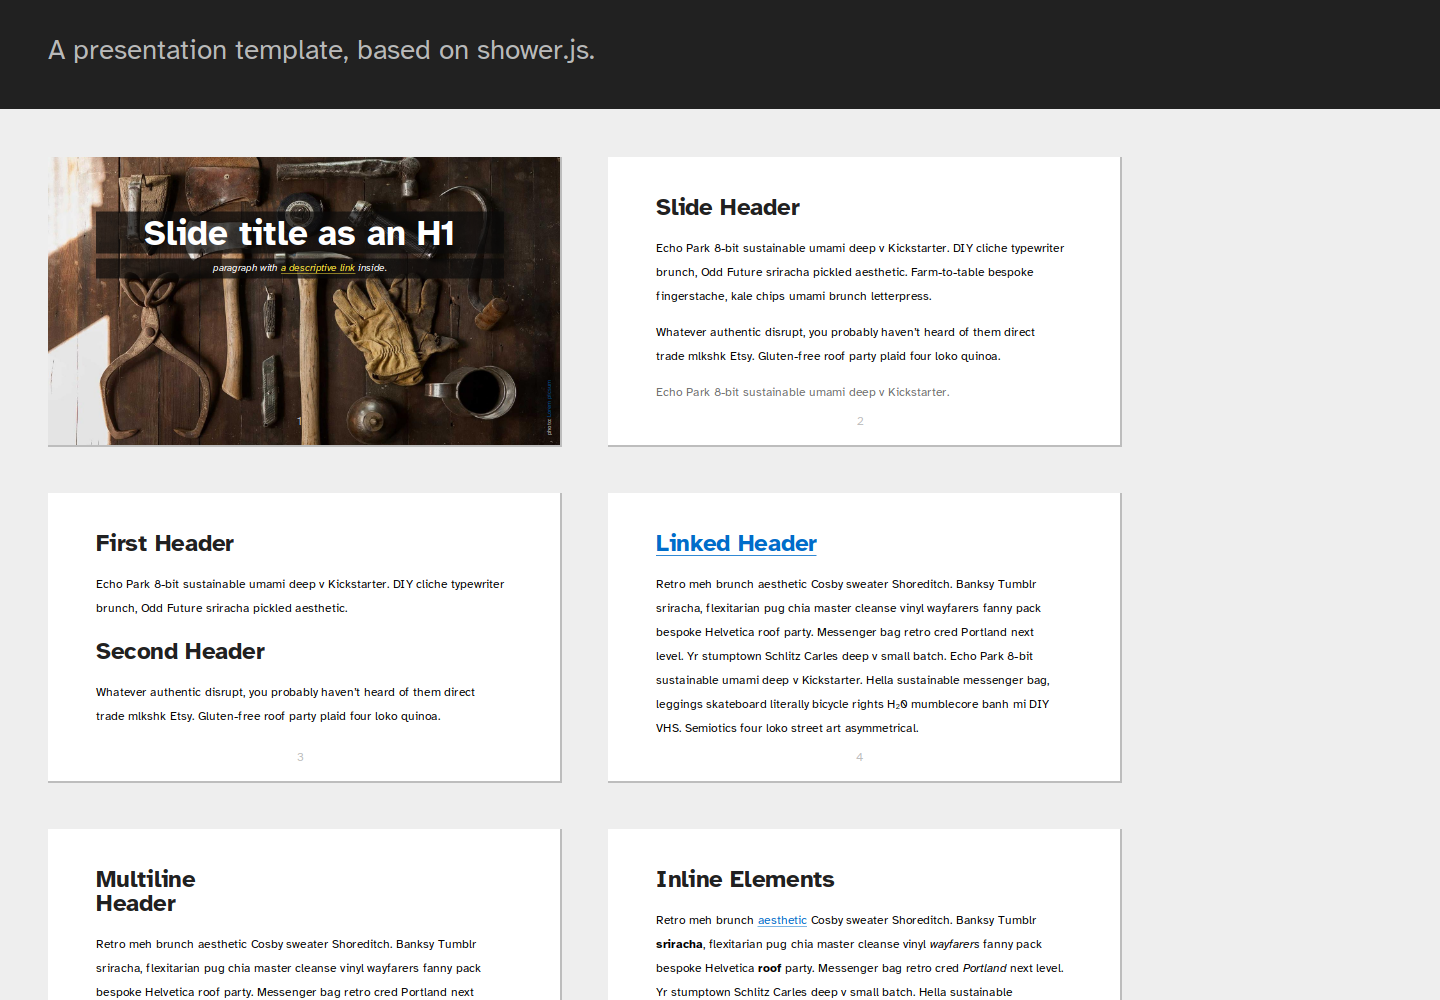 A presentation template, based on shower.js.
Slide title as an H1
paragraph with a descriptive link inside.
photo:
1
Slide Header
Echo Park 8-bit sustainable umami deep v Kickstarter. DIY cliche typewriter
brunch, Odd Future sriracha pickled aesthetic. Farm-to-table bespoke
fingerstache, kale chips umami brunch letterpress.
Whatever authentic disrupt, you probably haven't heard of them direct
trade mlkshk Etsy. Gluten-free roof party plaid four loko quinoa.
Echo Park 8-bit sustainable umami deep v Kickstarter.
2
First Header
Echo Park 8-bit sustainable umami deep v Kickstarter. DIY cliche typewriter
brunch, Odd Future sriracha pickled aesthetic.
Second Header
Whatever authentic disrupt, you probably haven't heard of them direct
trade mlkshk Etsy. Gluten-free roof party plaid four loko quinoa.
3
Linked Header
Retro meh brunch aesthetic Cosby sweater Shoreditch. Banksy Tumblr
sriracha, flexitarian pug chia master cleanse vinyl wayfarers fanny pack
bespoke Helvetica roof party. Messenger bag retro cred Portland next
level. Yr stumptown Schlitz Carles deep v small batch. Echo Park 8-bit
sustainable umami deep v Kickstarter. Hella sustainable messenger bag,
leggings skateboard literally bicycle rights H₂0 mumblecore banh mi DIY
VHS. Semiotics four loko street art asymmetrical.
4
Multiline
Header
Retro meh brunch aesthetic Cosby sweater Shoreditch. Banksy Tumblr
sriracha, flexitarian pug chia master cleanse vinyl wayfarers fanny pack
bespoke Helvetica roof party. Messenger bag retro cred Portland next
Inline Elements
Retro meh brunch aesthetic Cosby sweater Shoreditch. Banksy Tumblr
sriracha, flexitarian pug chia master cleanse vinyl wayfarers fanny pack
bespoke Helvetica roof party. Messenger bag retro cred Portland next level.
Yr stumptown Schlitz Carles deep v small batch. Hella sustainable